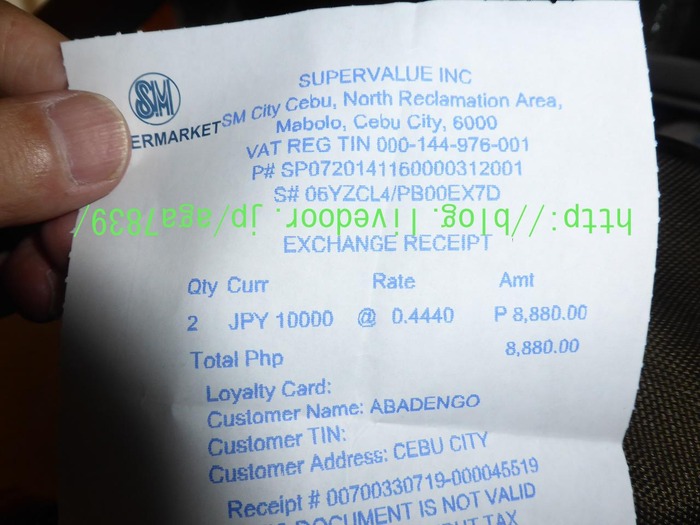 SM
ERMARKET
SUPERVALUE INC
SM City Cebu, North Reclamation Area,
Mabolo, Cebu City, 6000
VAT REG TIN 000-144-976-001
P# SP0720141160000312001
S# 06YZCL4/PB00EX7D
http://blog.livedoor.jp/aga7839/
EXCHANGE RECEIPT
Qty Curr Rate Amt
2 JPY 10000 @ 0.4440 P 8,880.00
Total Php 8,880.00
Loyalty Card:
Customer Name: ABADENGO
Customer TIN:
Customer Address: CEBU CITY
Receipt # 00700330719-000045519
DOCUMENT IS NOT VALID
TAX